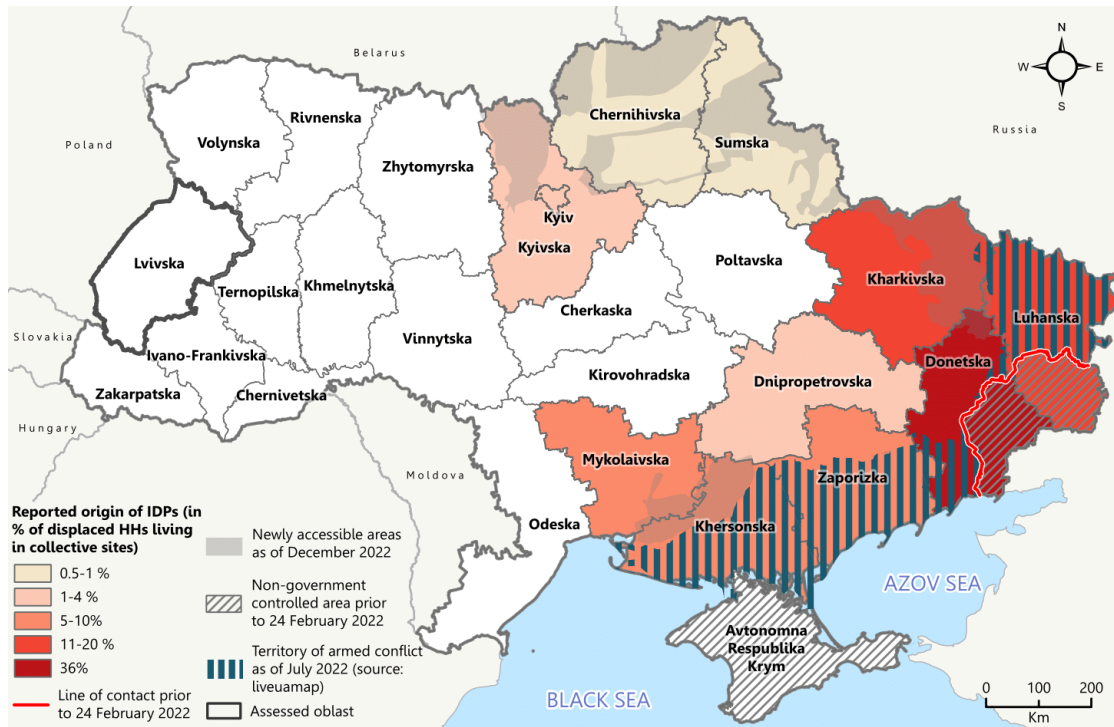 Belarus
N
W E
S
Russia
Poland
Volynska
Rivnenska
Zhytomyrska
Chernihivska
Sumska
Kyiv
Kyivska
Lvivska
Ternopilska
Khmelnytska
Poltavska
Kharkivska
Luhanska
Cherkaska
Vinnytska
Slovakia
Ivano-Frankivska
Donetska
Zakarpatska
Chernivetska
Kirovohradska
Dnipropetrovska
Hungary
Moldova
Mykolaivska
Zaporizka
Khersonska
Odeska
AZOV SEA
Avtonomna
Respublika
Krym
BLACK SEA
Reported origin of IDPs (in
% of displaced HHs living
in collective sites)
0.5-1 %
1-4 %
5-10%
11-20 %
36%
Line of contact prior
to 24 February 2022
Newly accessible areas
as of December 2022
Non-government
controlled area prior
to 24 February 2022
Territory of armed conflict
as of July 2022 (source:
liveuamap)
Assessed oblast
0 100 200
Km